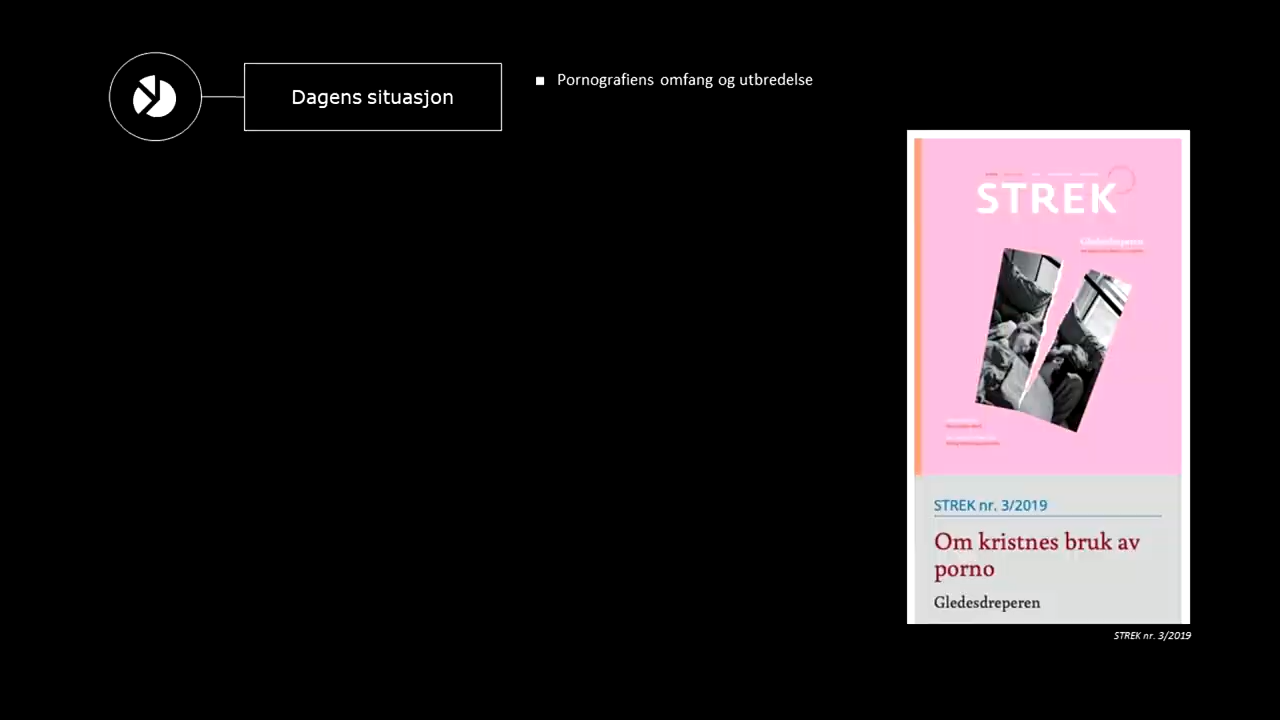 Dagens situasjon
▪ Pornografiens omfang og utbredelse
STREK
Gledesdreperen
STREK nr. 3/2019
Om kristnes bruk av
porno
Gledesdreperen
STREK nr. 3/2019